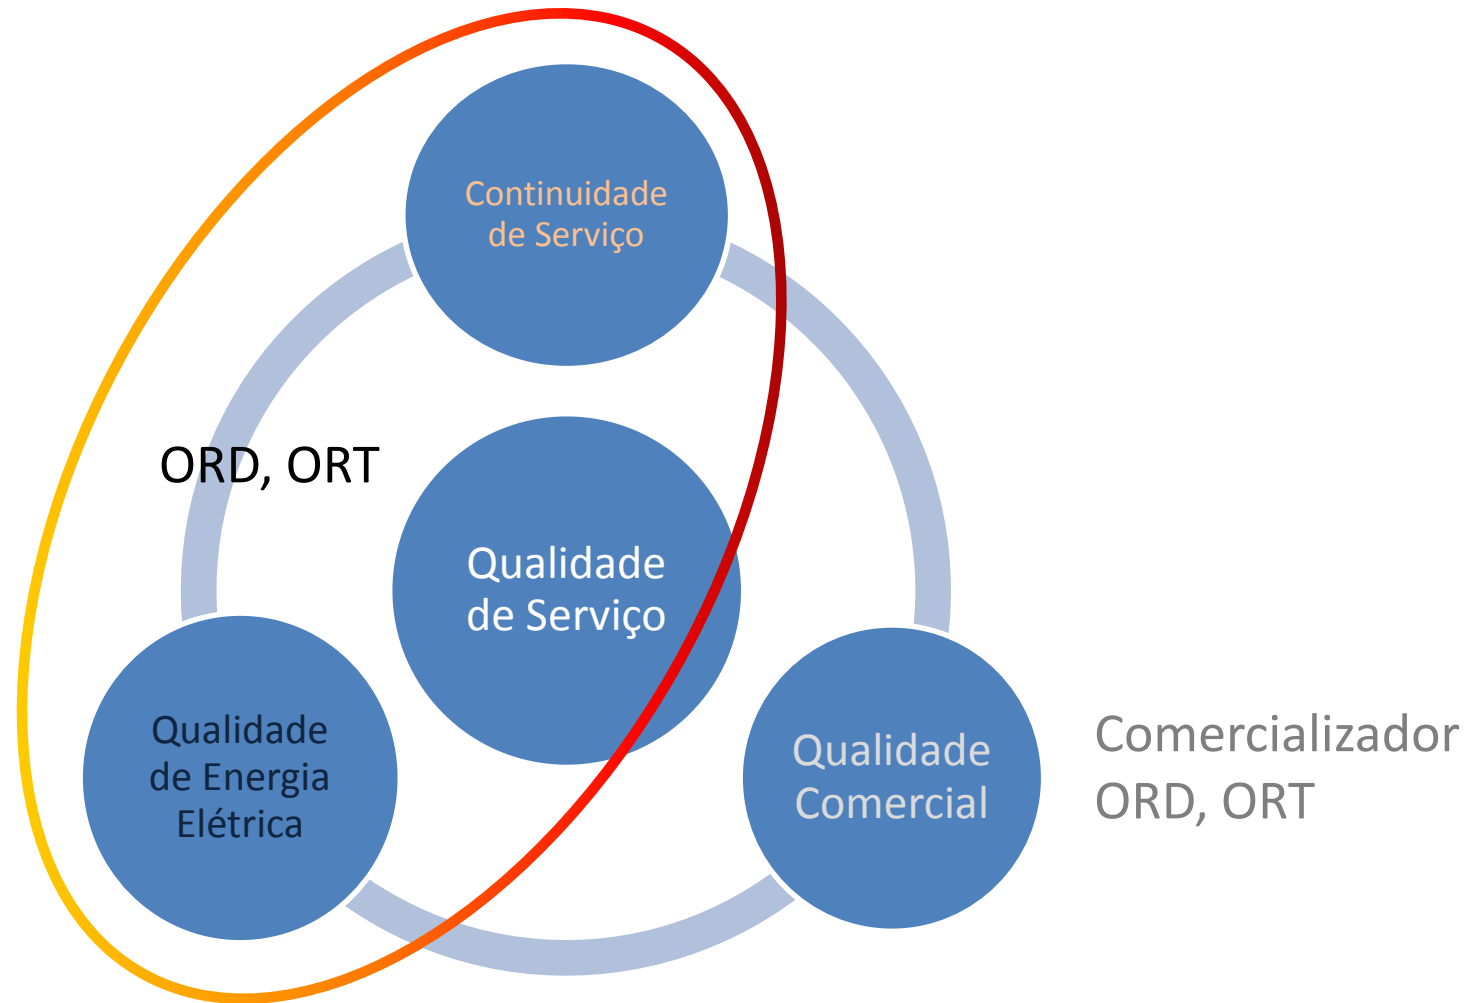 Continuidade
de Serviço
ORD, ORT
Qualidade
de Serviço
Qualidade
de Energia
Elétrica
Qualidade
Comercial
Comercializador
ORD, ORT